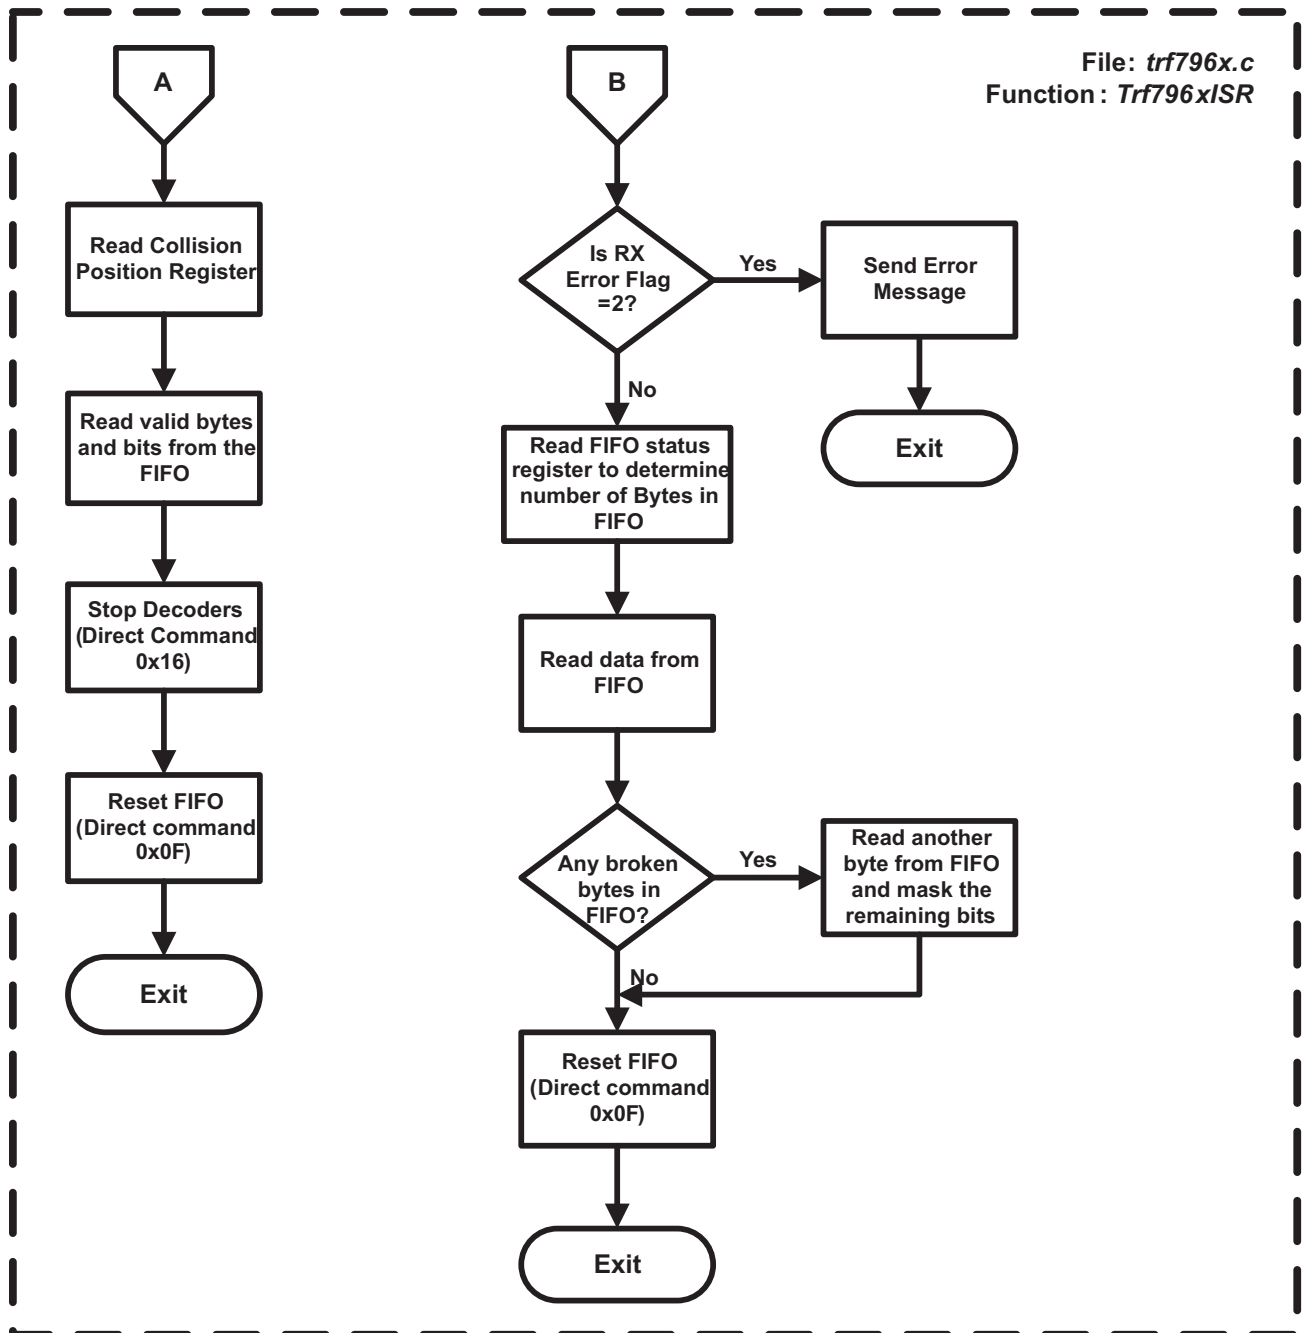 File: trf796x.c
Function : Trf796xISR
A
Read Collision
Position Register
Read valid bytes
and bits from the
FIFO
Stop Decoders
(Direct Command
0x16)
Reset FIFO
(Direct command
0x0F)
Exit
B
Is RX
Error Flag
=2?
Yes
Send Error
Message
Exit
No
Read FIFO status
register to determine
number of Bytes in
FIFO
Read data from
FIFO
Any broken
bytes in
FIFO?
Yes
Read another
byte from FIFO
and mask the
remaining bits
No
Reset FIFO
(Direct command
0x0F)
Exit